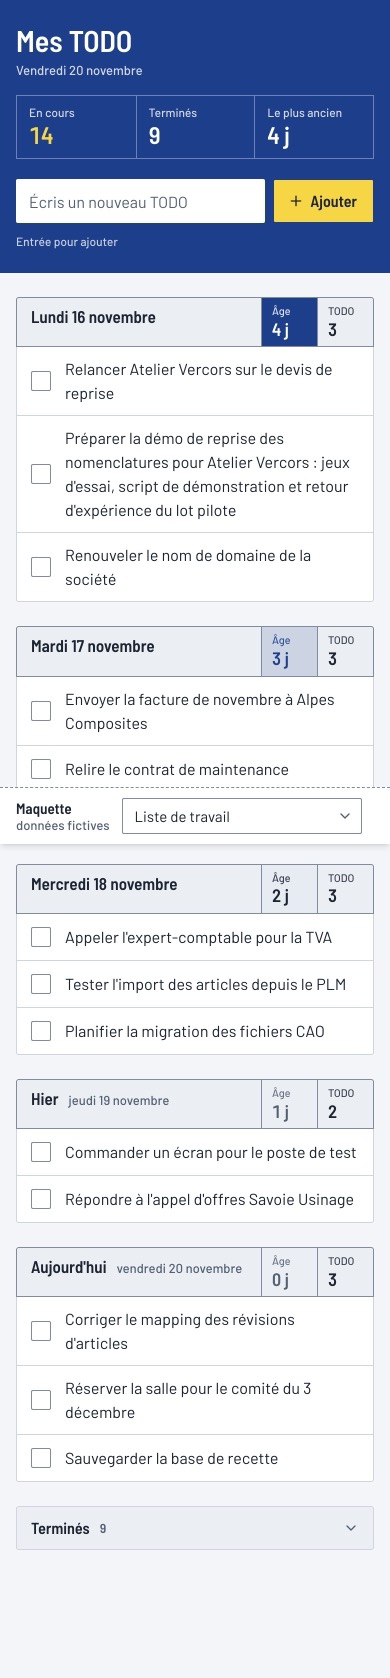 Mes TODO
Vendredi 20 novembre
En cours
14
Terminés
9
Le plus ancien
4 j
Écris un nouveau TODO
+ Ajouter
Entrée pour ajouter
Lundi 16 novembre
Âge
4 j
TODO
3
Relancer Atelier Vercors sur le devis de
reprise
Préparer la démo de reprise des
nomenclatures pour Atelier Vercors : jeux
d'essai, script de démonstration et retour
d'expérience du lot pilote
Renouveler le nom de domaine de la
société
Mardi 17 novembre
Âge
3 j
TODO
3
Envoyer la facture de novembre à Alpes
Composites
Relire le contrat de maintenance
Maquette
données fictives
Liste de travail
Mercredi 18 novembre
Âge
2 j
TODO
3
Appeler l'expert-comptable pour la TVA
Tester l'import des articles depuis le PLM
Planifier la migration des fichiers CAO
Hier jeudi 19 novembre
Âge
1 j
TODO
2
Commander un écran pour le poste de test
Répondre à l'appel d'offres Savoie Usinage
Aujourd'hui vendredi 20 novembre
Âge
0 j
TODO
3
Corriger le mapping des révisions
d'articles
Réserver la salle pour le comité du 3
décembre
Sauvegarder la base de recette
Terminés 9